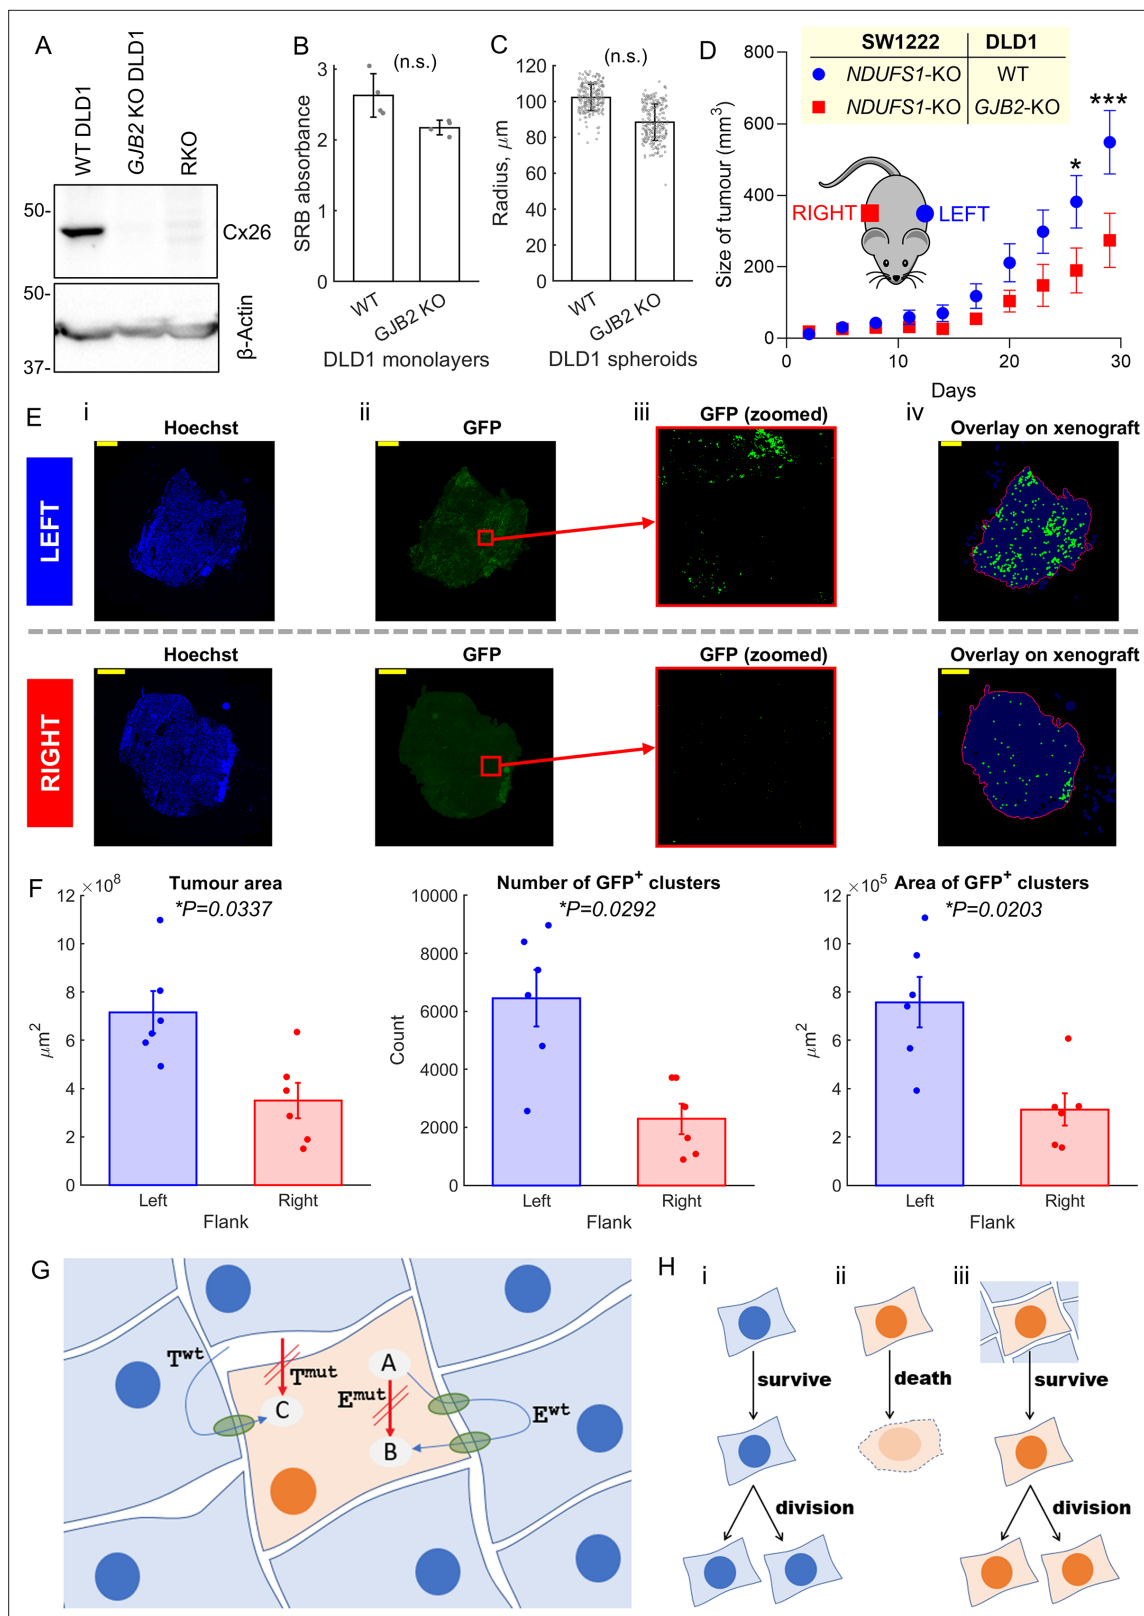 A
WT DLD1
GJB2 KO DLD1
RKO
50-
Cx26
50-
37-
β-Actin
B
(n.s.)
SRB absorbance
3
2
1
0
WT
GJB2 KO
DLD1 monolayers
C
(n.s.)
Radius, μm
120
100
80
60
40
20
0
WT
GJB2 KO
DLD1 spheroids
D
SW1222 DLD1
NDUFS1-KO WT
NDUFS1-KO GJB2-KO
Size of tumour (mm³)
800
600
400
200
0
* ***
RIGHT
LEFT
0 10 20 30
Days
E
i ii iii iv
LEFT
Hoechst GFP GFP (zoomed) Overlay on xenograft
RIGHT
Hoechst GFP GFP (zoomed) Overlay on xenograft
F
Tumour area
*P=0.0337
×10⁸
12
10
8
6
4
2
0
μm²
Left Right
Flank
Number of GFP⁺ clusters
*P=0.0292
10000
8000
6000
4000
2000
0
Count
Left Right
Flank
Area of GFP⁺ clusters
*P=0.0203
×10⁵
12
10
8
6
4
2
0
μm²
Left Right
Flank
G
Tʷᵗ
Tᵐᵘᵗ
C
A
Eᵐᵘᵗ
Eʷᵗ
B
H
i ii iii
survive death survive
division division